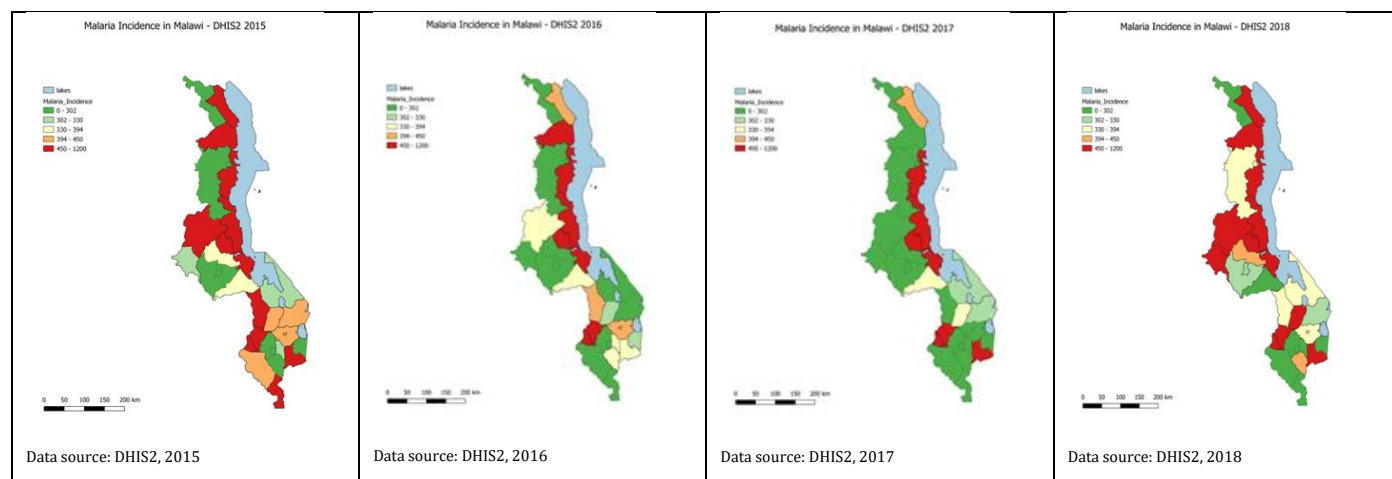 Malaria Incidence in Malawi - DHIS2 2015
lakes
Malaria_Incidence
0 - 302
302 - 330
330 - 394
394 - 450
450 - 1200
0 50 100 150 200 km
Data source: DHIS2, 2015
Malaria Incidence in Malawi - DHIS2 2016
lakes
Malaria_Incidence
0 - 302
302 - 330
330 - 394
394 - 450
450 - 1200
0 50 100 150 200 km
Data source: DHIS2, 2016
Malaria Incidence in Malawi - DHIS2 2017
lakes
Malaria_Incidence
0 - 302
302 - 330
330 - 394
394 - 450
450 - 1200
0 50 100 150 200 km
Data source: DHIS2, 2017
Malaria Incidence in Malawi - DHIS2 2018
lakes
Malaria_Incidence
0 - 302
302 - 330
330 - 394
394 - 450
450 - 1200
0 50 100 150 200 km
Data source: DHIS2, 2018